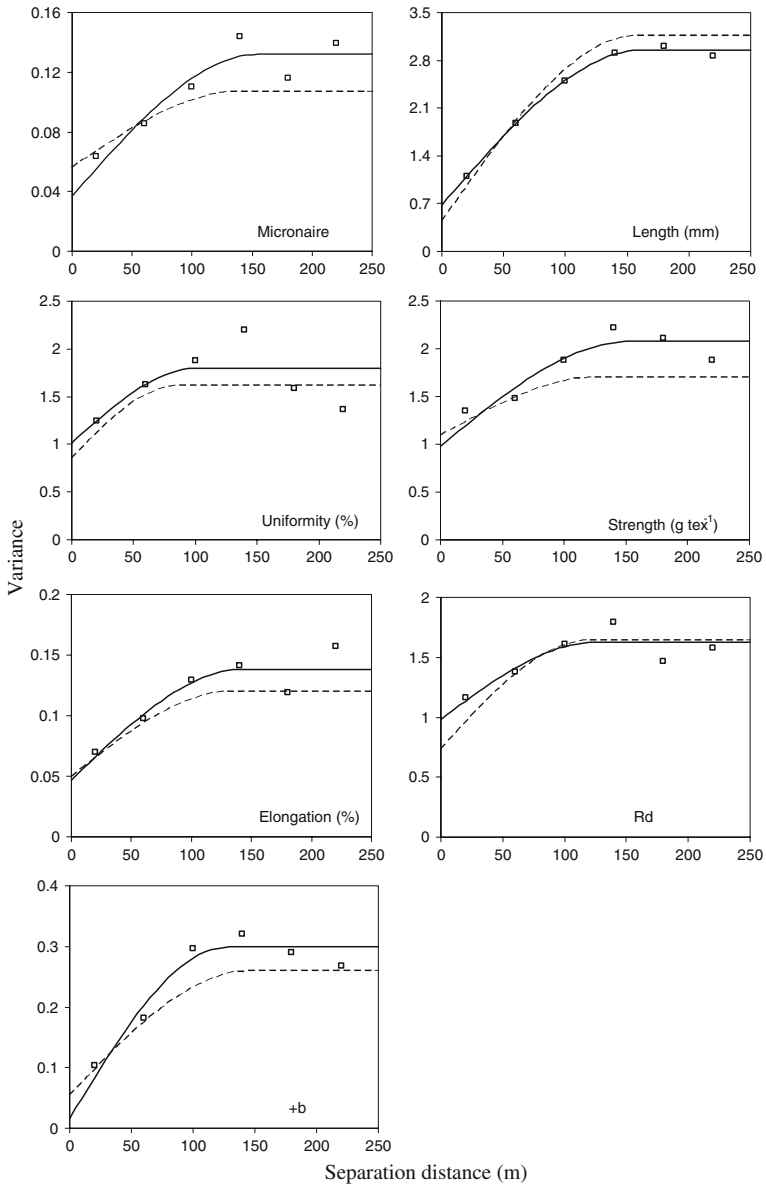 0.16
0.12
0.08
0.04
0
Micronaire
0 50 100 150 200 250
3.5
2.8
2.1
1.4
0.7
0
Length (mm)
0 50 100 150 200 250
2.5
2
1.5
1
0.5
0
Uniformity (%)
0 50 100 150 200 250
2.5
2
1.5
1
0.5
0
Strength (g tex⁻¹)
0 50 100 150 200 250
Variance
0.2
0.15
0.1
0.05
0
Elongation (%)
0 50 100 150 200 250
2
1.5
1
0.5
0
Rd
0 50 100 150 200 250
0.4
0.3
0.2
0.1
0
+b
0 50 100 150 200 250
Separation distance (m)